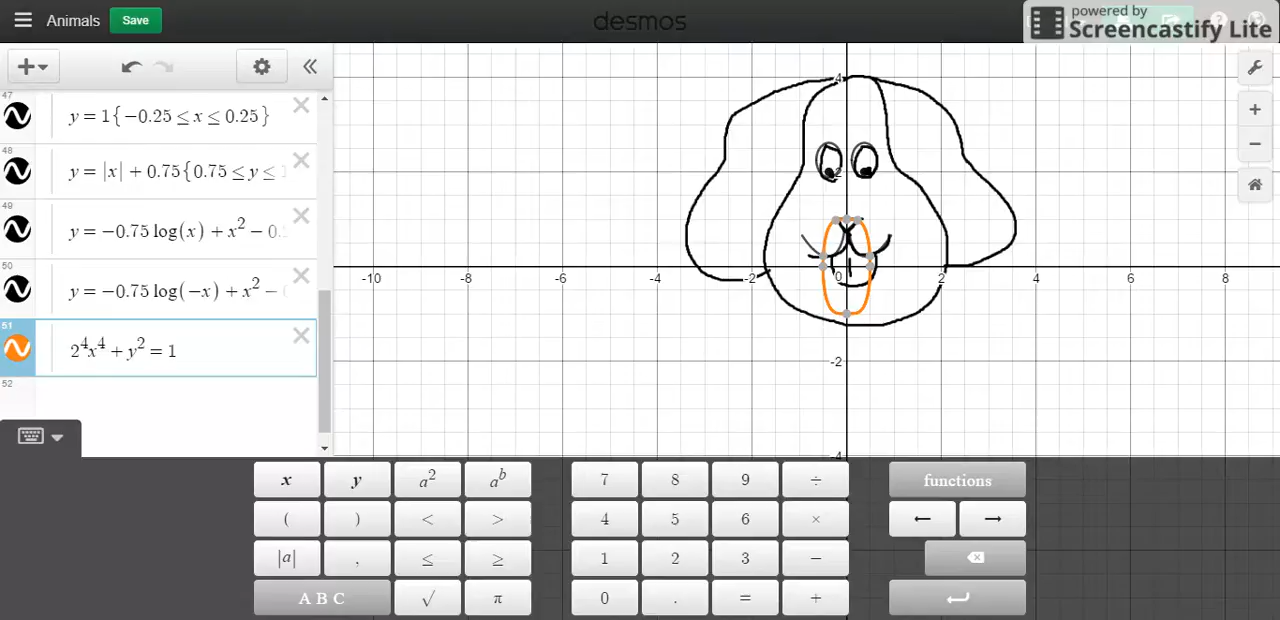 Animals
Save
desmos
powered by
Screencastify Lite
47
y = 1{−0.25 ≤ x ≤ 0.25}
48
y = |x| + 0.75{0.75 ≤ y ≤ 1
49
y = −0.75 log(x) + x² − 0.
50
y = −0.75 log(−x) + x² −
51
2⁴x⁴ + y² = 1
52
4
2
-10 -8 -6 -4 -2 0 2 4 6 8
-2
-4
x y a² aᵇ 7 8 9 ÷ functions
( ) < > 4 5 6 × ← →
|a| , ≤ ≥ 1 2 3 −
A B C √ π 0 . = +